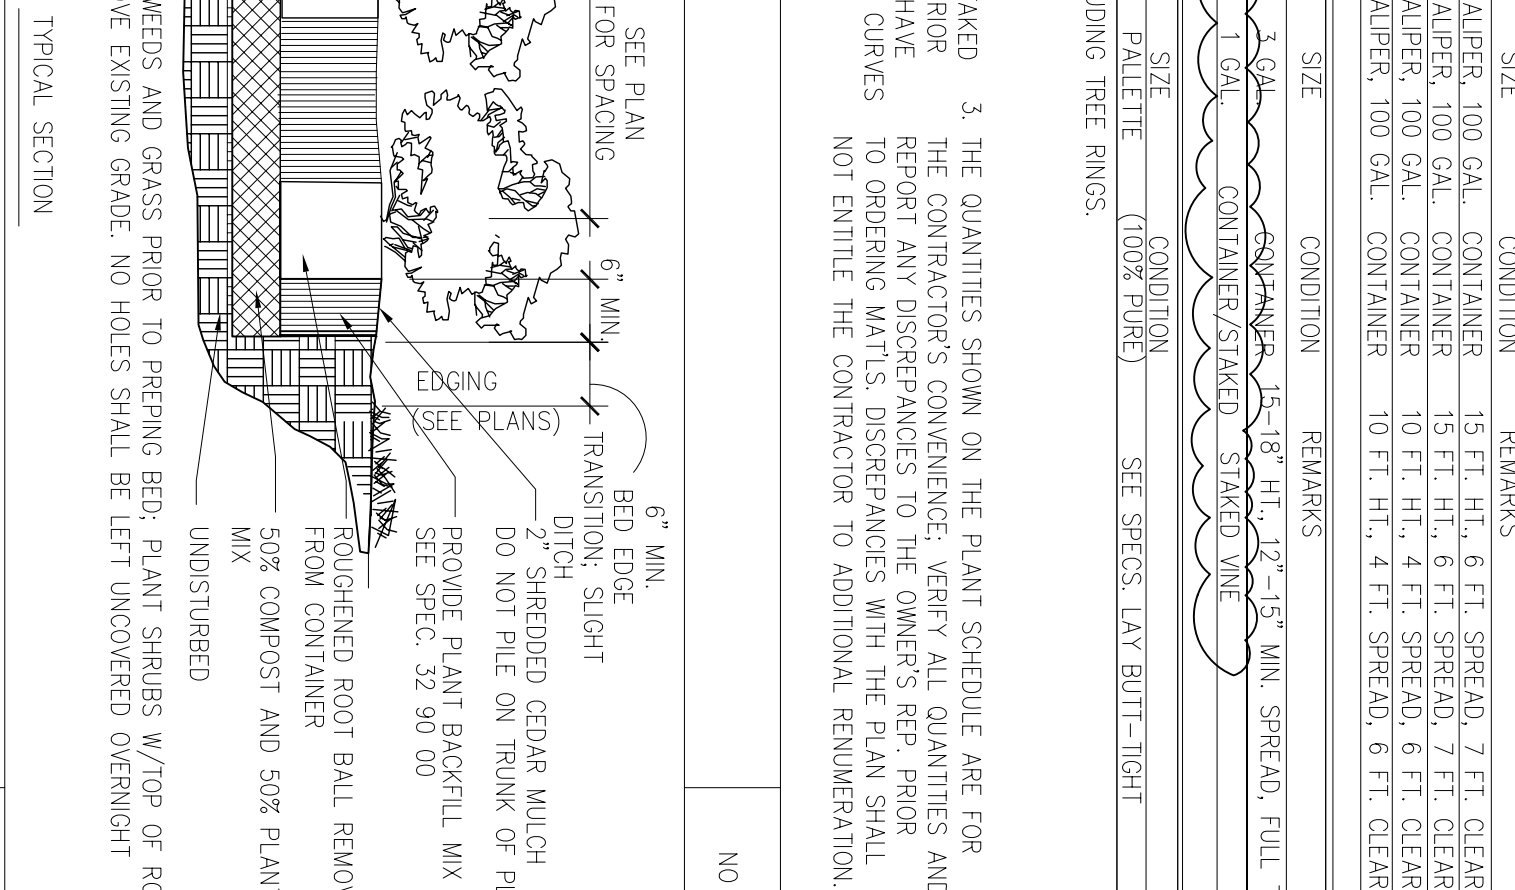 SIZE CONDITION REMARKS
ALIPER, 100 GAL. CONTAINER 15 FT. HT., 6 FT. SPREAD, 7 FT. CLEAR
ALIPER, 100 GAL. CONTAINER 15 FT. HT., 6 FT. SPREAD, 7 FT. CLEAR
ALIPER, 100 GAL. CONTAINER 10 FT. HT., 4 FT. SPREAD, 6 FT. CLEAR
ALIPER, 100 GAL. CONTAINER 10 FT. HT., 4 FT. SPREAD, 6 FT. CLEAR
SIZE CONDITION REMARKS
3 GAL. CONTAINER 15-18" HT., 12"-15" MIN. SPREAD, FULL
1 GAL. CONTAINER/STAKED STAKED VINE
SIZE CONDITION
PALLETTE (100% PURE) SEE SPECS. LAY BUTT-TIGHT
UDING TREE RINGS.
TAKED
RIOR
HAVE
CURVES
3. THE QUANTITIES SHOWN ON THE PLANT SCHEDULE ARE FOR
THE CONTRACTOR'S CONVENIENCE; VERIFY ALL QUANTITIES AND
REPORT ANY DISCREPANCIES TO THE OWNER'S REP. PRIOR
TO ORDERING MAT'LS. DISCREPANCIES WITH THE PLAN SHALL
NOT ENTITLE THE CONTRACTOR TO ADDITIONAL RENUMERATION.
NO
SEE PLAN
FOR SPACING
6" MIN.
6" MIN.
BED EDGE
TRANSITION; SLIGHT
DITCH
EDGING
(SEE PLANS)
2" SHREDDED CEDAR MULCH
DO NOT PILE ON TRUNK OF PL
PROVIDE PLANT BACKFILL MIX
SEE SPEC. 32 90 00
ROUGHENED ROOT BALL REMOV
FROM CONTAINER
50% COMPOST AND 50% PLANT
MIX
UNDISTURBED
WEEDS AND GRASS PRIOR TO PREPING BED; PLANT SHRUBS W/TOP OF RO
OVE EXISTING GRADE. NO HOLES SHALL BE LEFT UNCOVERED OVERNIGHT
TYPICAL SECTION